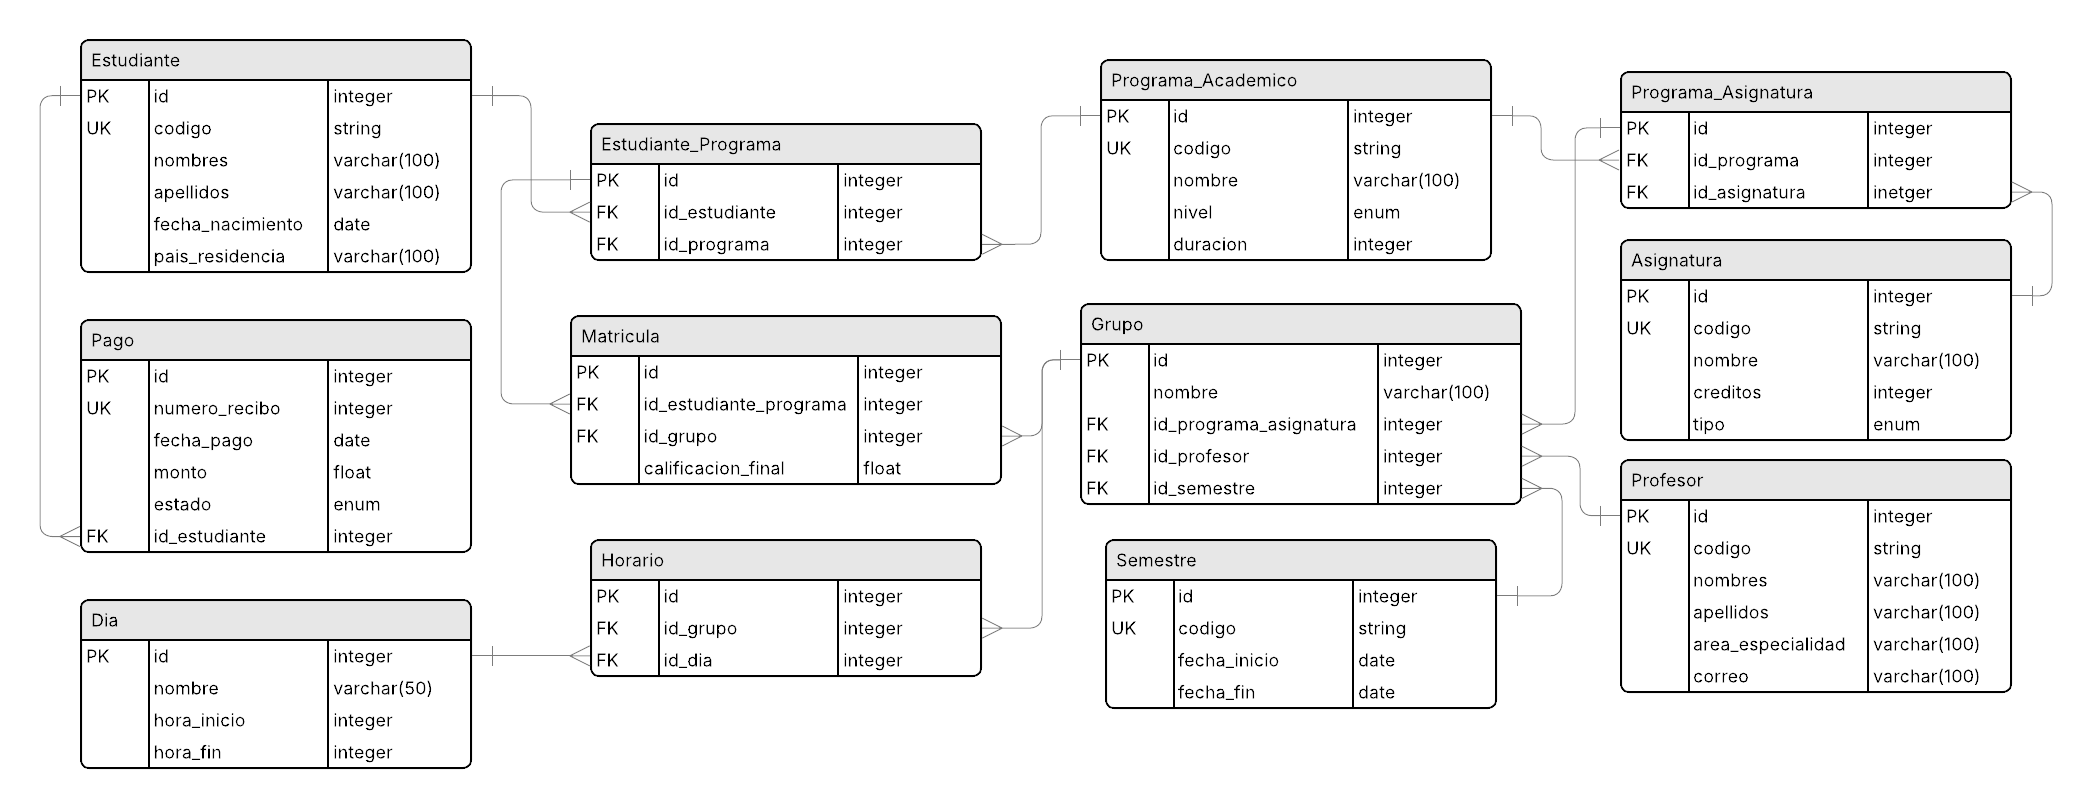 Estudiante
PK id integer
UK codigo string
nombres varchar(100)
apellidos varchar(100)
fecha_nacimiento date
pais_residencia varchar(100)
Pago
PK id integer
UK numero_recibo integer
fecha_pago date
monto float
estado enum
FK id_estudiante integer
Dia
PK id integer
nombre varchar(50)
hora_inicio integer
hora_fin integer
Estudiante_Programa
PK id integer
FK id_estudiante integer
FK id_programa integer
Matricula
PK id integer
FK id_estudiante_programa integer
FK id_grupo integer
calificacion_final float
Horario
PK id integer
FK id_grupo integer
FK id_dia integer
Programa_Academico
PK id integer
UK codigo string
nombre varchar(100)
nivel enum
duracion integer
Grupo
PK id integer
nombre varchar(100)
FK id_programa_asignatura integer
FK id_profesor integer
FK id_semestre integer
Semestre
PK id integer
UK codigo string
fecha_inicio date
fecha_fin date
Programa_Asignatura
PK id integer
FK id_programa integer
FK id_asignatura inetger
Asignatura
PK id integer
UK codigo string
nombre varchar(100)
creditos integer
tipo enum
Profesor
PK id integer
UK codigo string
nombres varchar(100)
apellidos varchar(100)
area_especialidad varchar(100)
correo varchar(100)